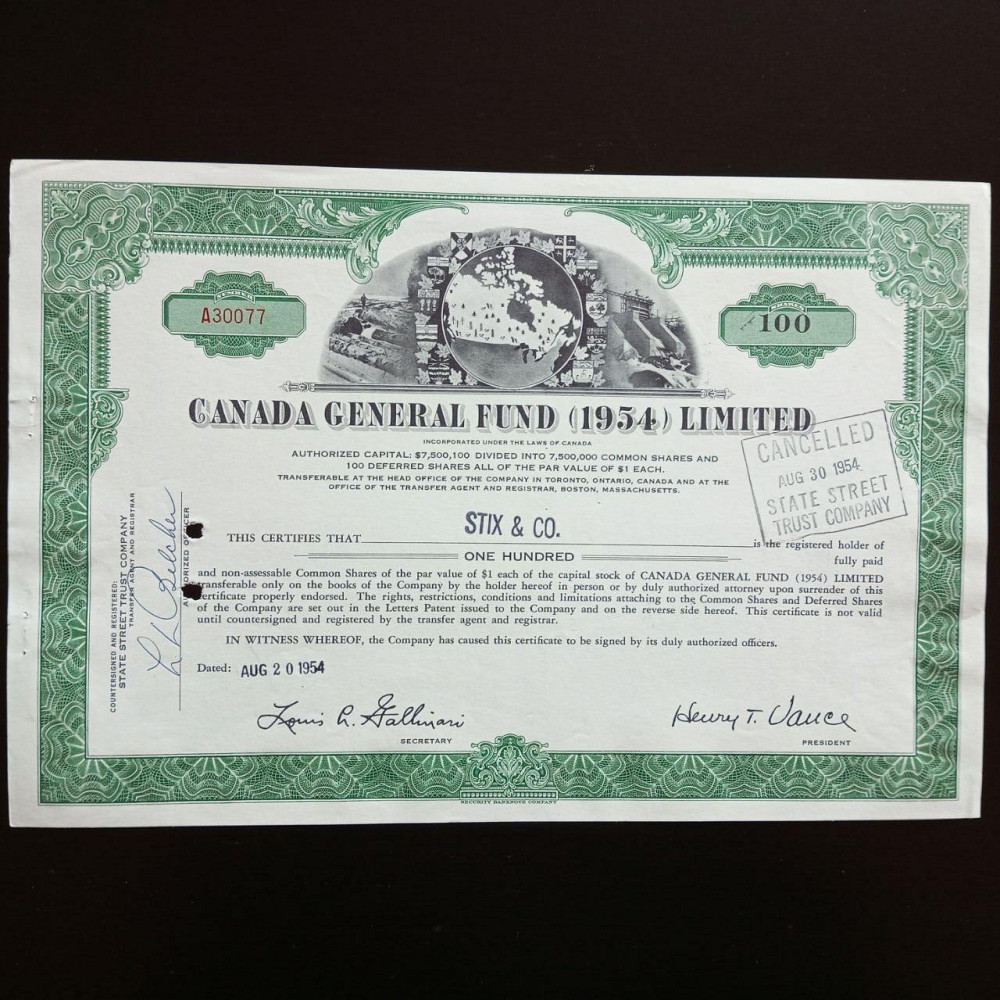 NUMBER
A30077
SHARES
100
CANADA GENERAL FUND (1954) LIMITED
INCORPORATED UNDER THE LAWS OF CANADA
AUTHORIZED CAPITAL: $7,500,100 DIVIDED INTO 7,500,000 COMMON SHARES AND
100 DEFERRED SHARES ALL OF THE PAR VALUE OF $1 EACH.
TRANSFERABLE AT THE HEAD OFFICE OF THE COMPANY IN TORONTO, ONTARIO, CANADA AND AT THE
OFFICE OF THE TRANSFER AGENT AND REGISTRAR, BOSTON, MASSACHUSETTS.
CANCELLED
AUG 30 1954
STATE STREET
TRUST COMPANY
THIS CERTIFIES THAT STIX & CO. is the registered holder of
ONE HUNDRED fully paid
and non-assessable Common Shares of the par value of $1 each of the capital stock of CANADA GENERAL FUND (1954) LIMITED
transferable only on the books of the Company by the holder hereof in person or by duly authorized attorney upon surrender of this
certificate properly endorsed. The rights, restrictions, conditions and limitations attaching to the Common Shares and Deferred Shares
of the Company are set out in the Letters Patent issued to the Company and on the reverse side hereof. This certificate is not valid
until countersigned and registered by the transfer agent and registrar.
IN WITNESS WHEREOF, the Company has caused this certificate to be signed by its duly authorized officers.
Dated: AUG 20 1954
Louis R. Gallinari
SECRETARY
Henry T. Vance
PRESIDENT
COUNTERSIGNED AND REGISTERED:
STATE STREET TRUST COMPANY
TRANSFER AGENT AND REGISTRAR
L L Belcher
AUTHORIZED OFFICER
SECURITY BANKNOTE COMPANY